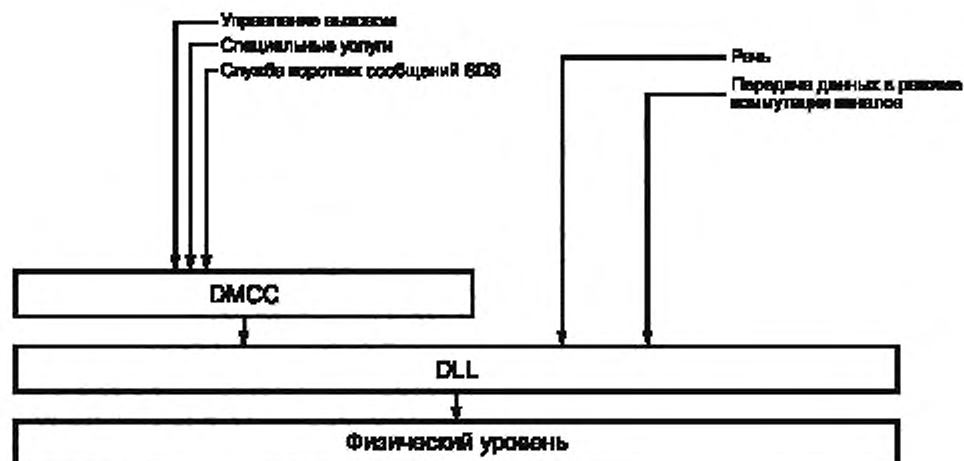 Управление вызовом
Специальные услуги
Служба коротких сообщений SDS
Речь
Передача данных в режиме
коммутации каналов
DMCC
DLL
Физический уровень